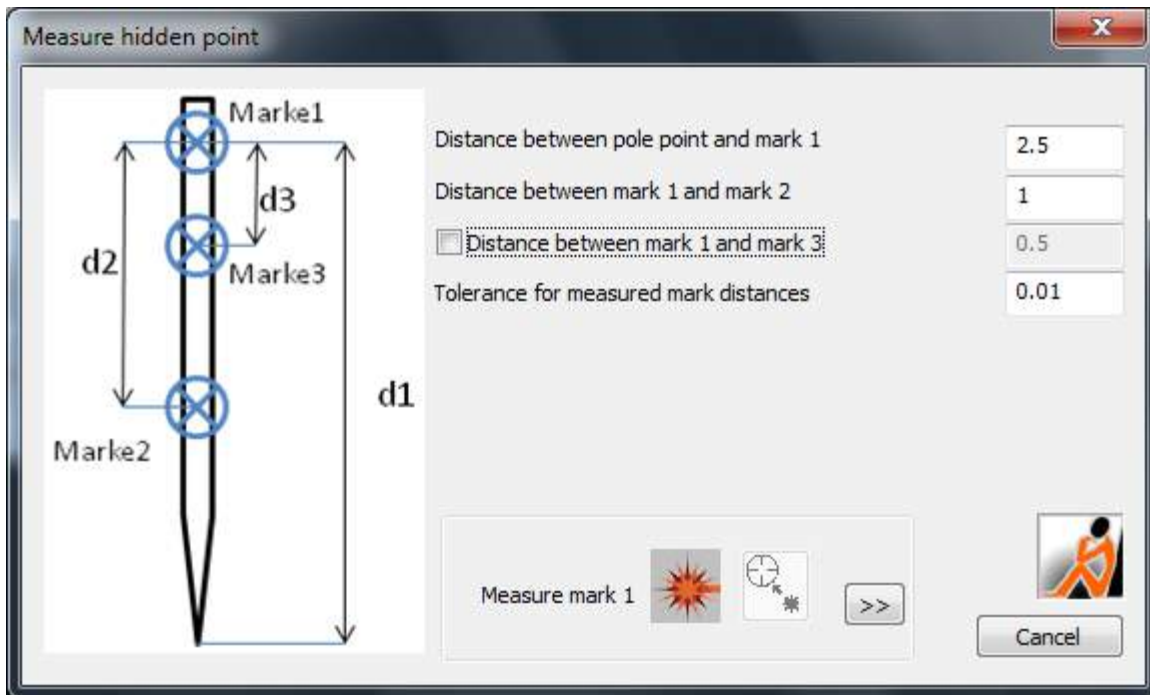 Measure hidden point
Marke1
d3
d2
Marke3
d1
Marke2
Distance between pole point and mark 1
2.5
Distance between mark 1 and mark 2
1
Distance between mark 1 and mark 3
0.5
Tolerance for measured mark distances
0.01
Measure mark 1
>>
Cancel